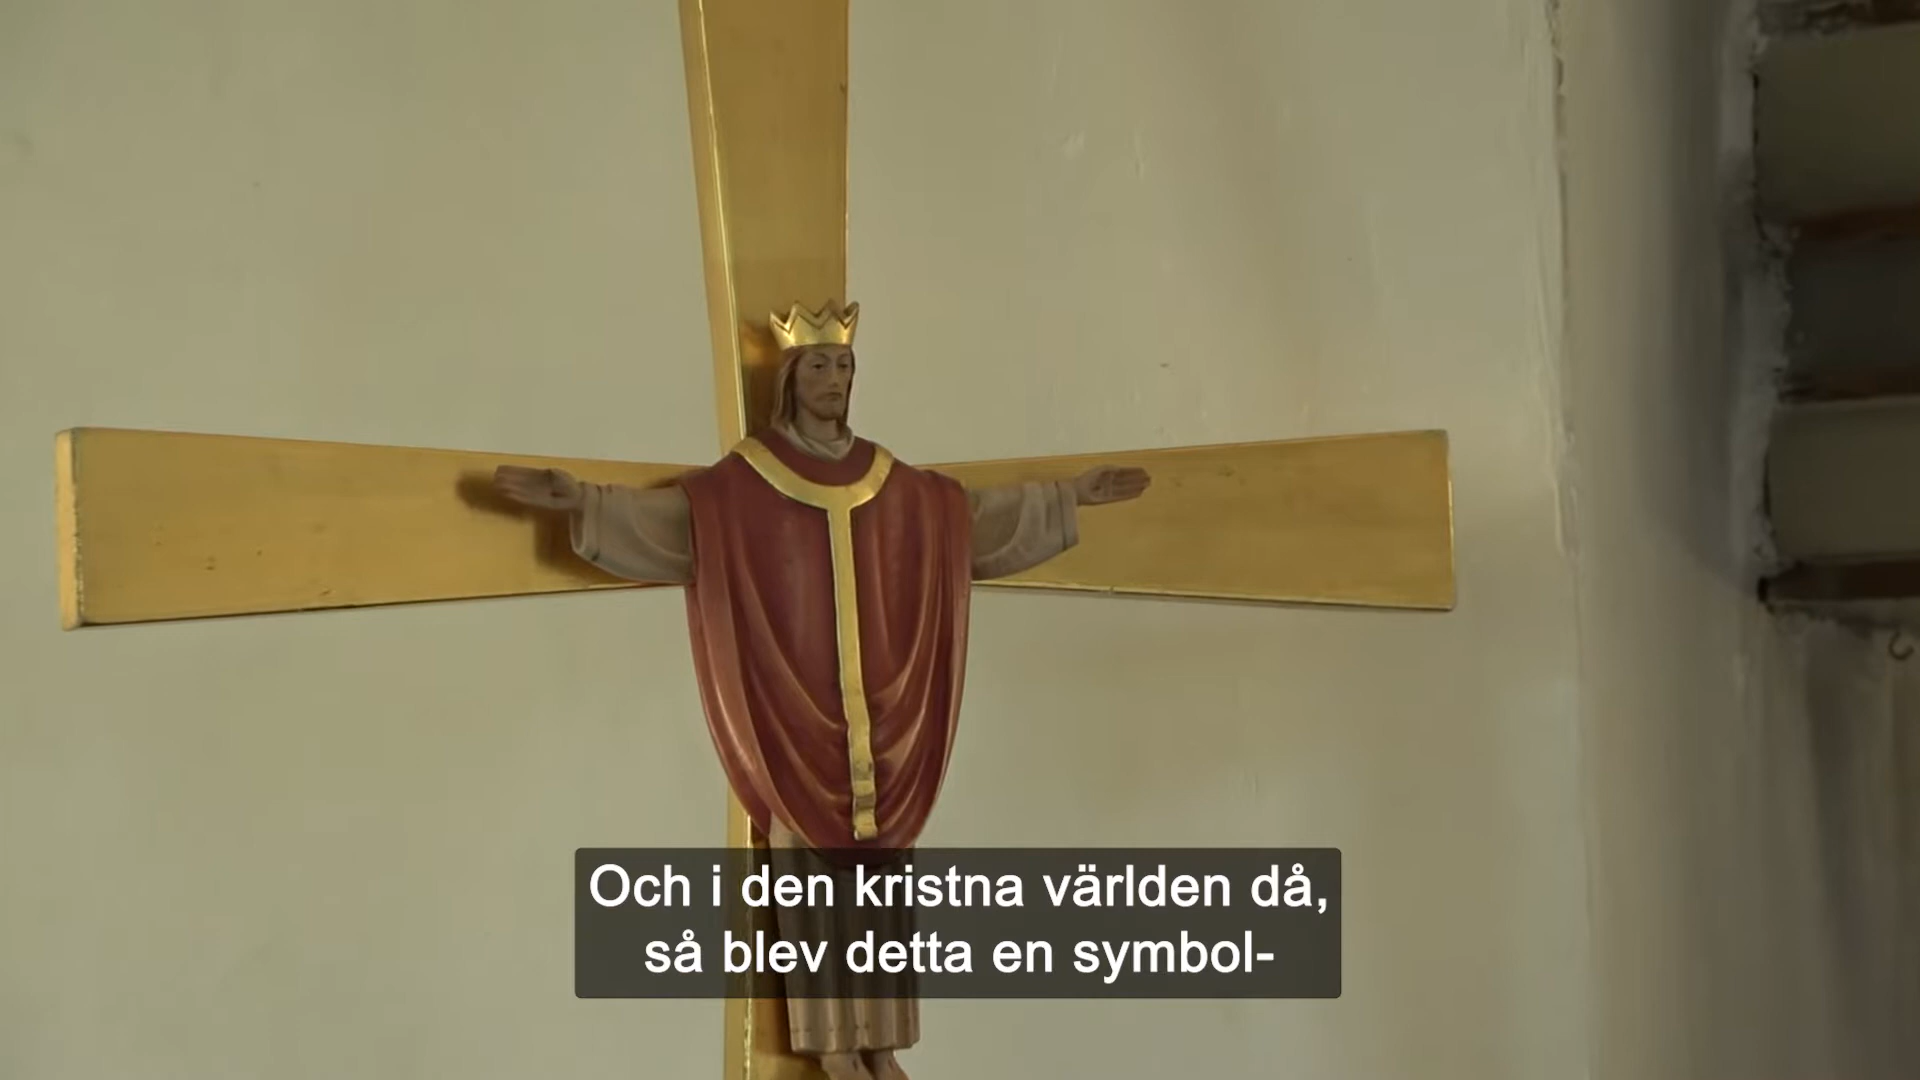 Och i den kristna världen då,
så blev detta en symbol-